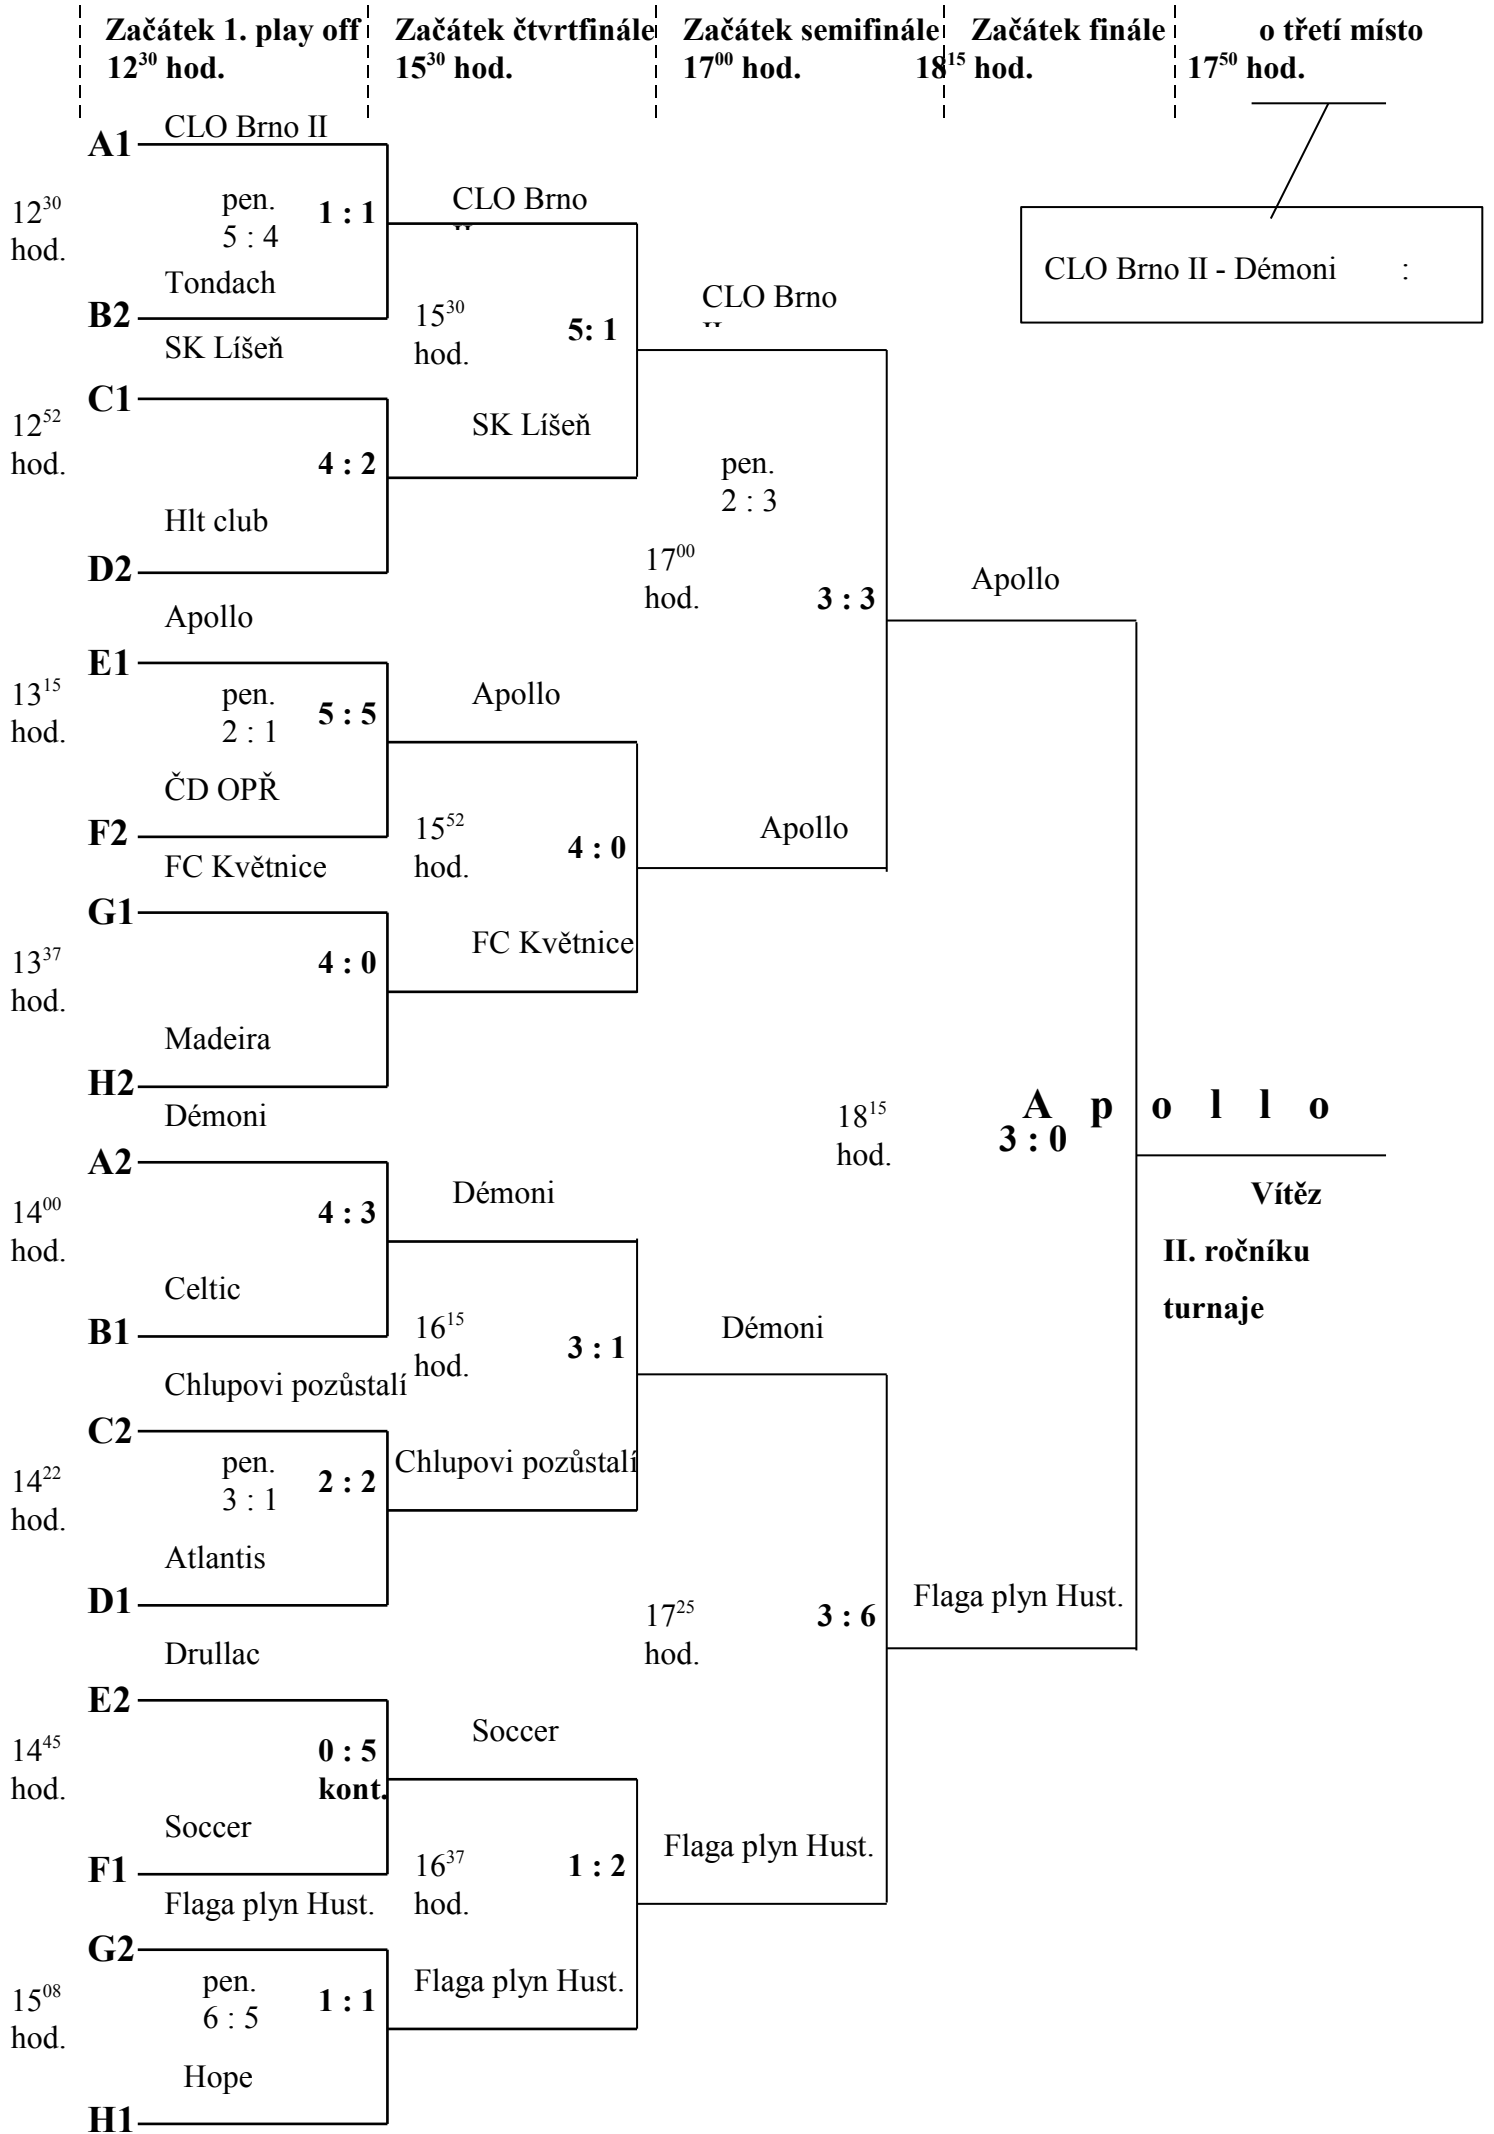 Začátek 1. play off
12³⁰ hod.
Začátek čtvrtfinále
15³⁰ hod.
Začátek semifinále
17⁰⁰ hod.
Začátek finále
18¹⁵ hod.
o třetí místo
17⁵⁰ hod.
CLO Brno II
A1
12³⁰
hod.
pen.
5 : 4
1 : 1
Tondach
B2
CLO Brno
SK Líšeň
C1
12⁵²
hod.
4 : 2
Hlt club
D2
15³⁰
hod.
5: 1
SK Líšeň
CLO Brno
CLO Brno II - Démoni :
Apollo
E1
13¹⁵
hod.
pen.
2 : 1
5 : 5
ČD OPŘ
F2
Apollo
pen.
2 : 3
17⁰⁰
hod.
3 : 3
Apollo
FC Květnice
G1
13³⁷
hod.
4 : 0
Madeira
H2
15⁵²
hod.
4 : 0
FC Květnice
Apollo
Démoni
A2
14⁰⁰
hod.
4 : 3
Celtic
B1
Démoni
18¹⁵
hod.
3 : 0
A p o l l o
Vítěz
II. ročníku
turnaje
Chlupovi pozůstalí
C2
14²²
hod.
pen.
3 : 1
2 : 2
Atlantis
D1
16¹⁵
hod.
3 : 1
Chlupovi pozůstalí
Démoni
Drullac
E2
14⁴⁵
hod.
0 : 5
kont.
Soccer
F1
Soccer
17²⁵
hod.
3 : 6
Flaga plyn Hust.
Flaga plyn Hust.
G2
15⁰⁸
hod.
pen.
6 : 5
1 : 1
Hope
H1
16³⁷
hod.
1 : 2
Flaga plyn Hust.
Flaga plyn Hust.